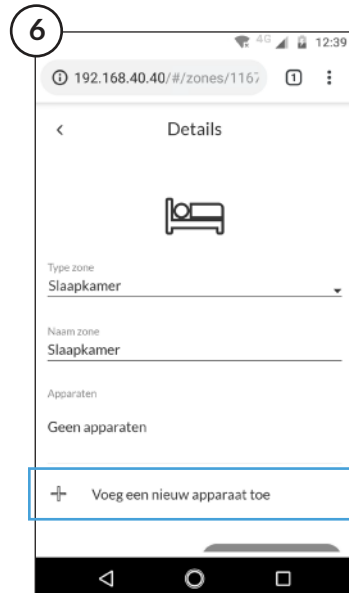 6
4G 12:39
192.168.40.40/#/zones/1167 1
Details
Type zone
Slaapkamer
Naam zone
Slaapkamer
Apparaten
Geen apparaten
Voeg een nieuw apparaat toe